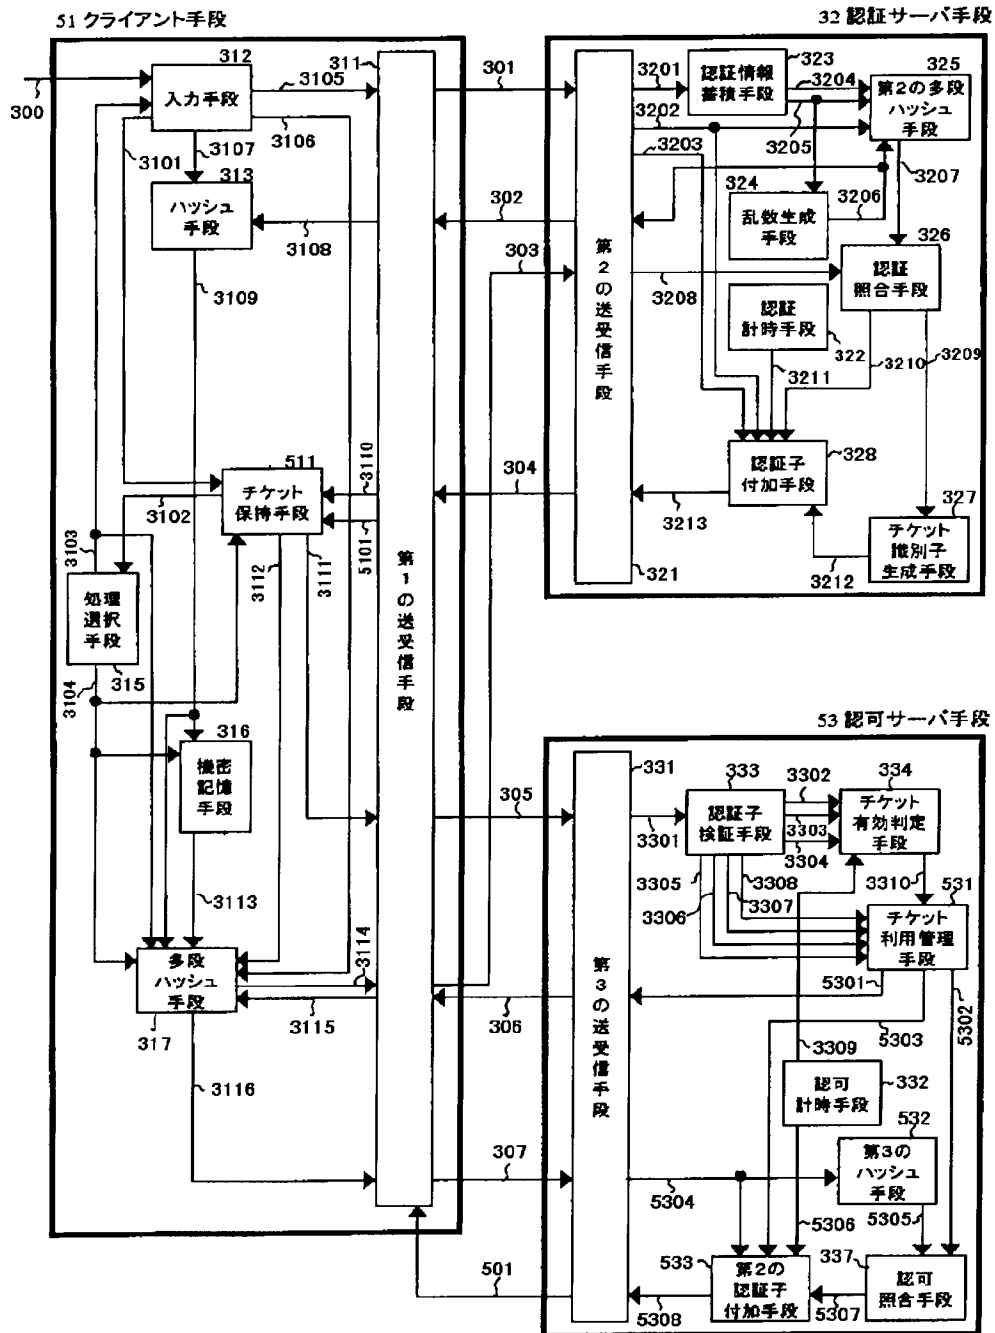 51 クライアント手段
32 認証サーバ手段
300
312
入力手段
3105
3106
3101
3107
313
ハッシュ
手段
3108
3109
311
第1の送受信手段
301
302
303
304
3201
3202
3203
323
認証情報
蓄積手段
3204
3205
325
第2の多段
ハッシュ
手段
324
乱数生成
手段
3206
3207
326
認証
照合手段
3208
認証
計時手段
322
3211
3210
3209
第2の送受信手段
321
328
認証子
付加手段
3213
327
チケット
識別子
生成手段
3212
511
チケット
保持手段
3110
5101
3102
3103
処理
選択
手段
315
3104
3112
3111
316
機密
記憶
手段
3113
多段
ハッシュ
手段
317
3114
3115
3116
53 認可サーバ手段
331
第3の送受信手段
305
306
307
501
333
認証子
検証手段
3301
3302
3303
3304
3305
3306
3307
3308
334
チケット
有効判定
手段
3310
531
チケット
利用管理
手段
5301
5302
5303
3309
認可
計時手段
332
532
第3の
ハッシュ
手段
5304
5305
5306
533
第2の
認証子
付加手段
337
認可
照合手段
5307
5308